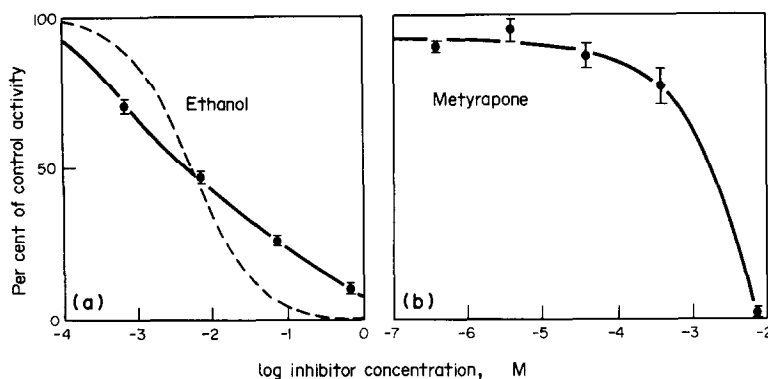 100
50
0
Per cent of control activity
Ethanol
(a)
-4 -3 -2 -1 0
Metyrapone
(b)
-7 -6 -5 -4 -3 -2
log inhibitor concentration, M